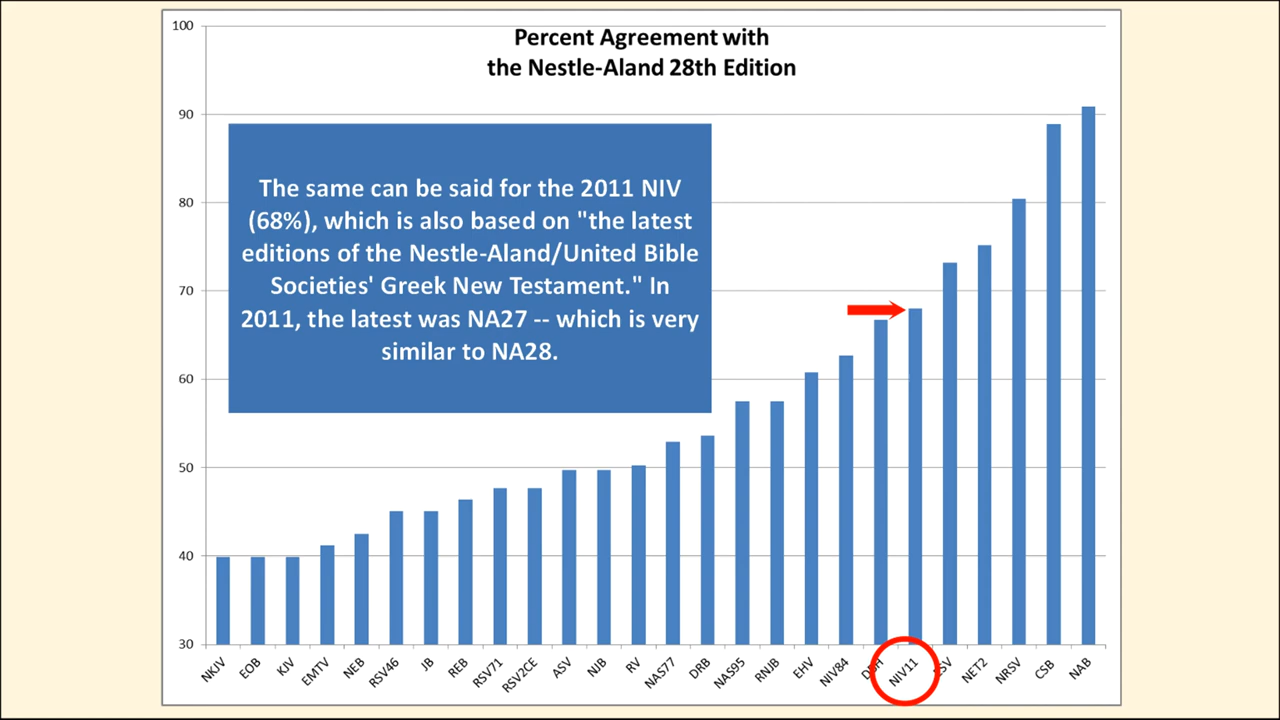 Percent Agreement with
the Nestle-Aland 28th Edition
100
90
80
70
60
50
40
30
The same can be said for the 2011 NIV
(68%), which is also based on "the latest
editions of the Nestle-Aland/United Bible
Societies' Greek New Testament." In
2011, the latest was NA27 -- which is very
similar to NA28.
NKJV
EOB
KJV
EMTV
NEB
RSV46
JB
REB
RSV71
RSV2CE
ASV
NJB
RV
NAS77
DRB
NAS95
RNJB
EHV
NIV84
NIV11
NET2
NRSV
CSB
NAB